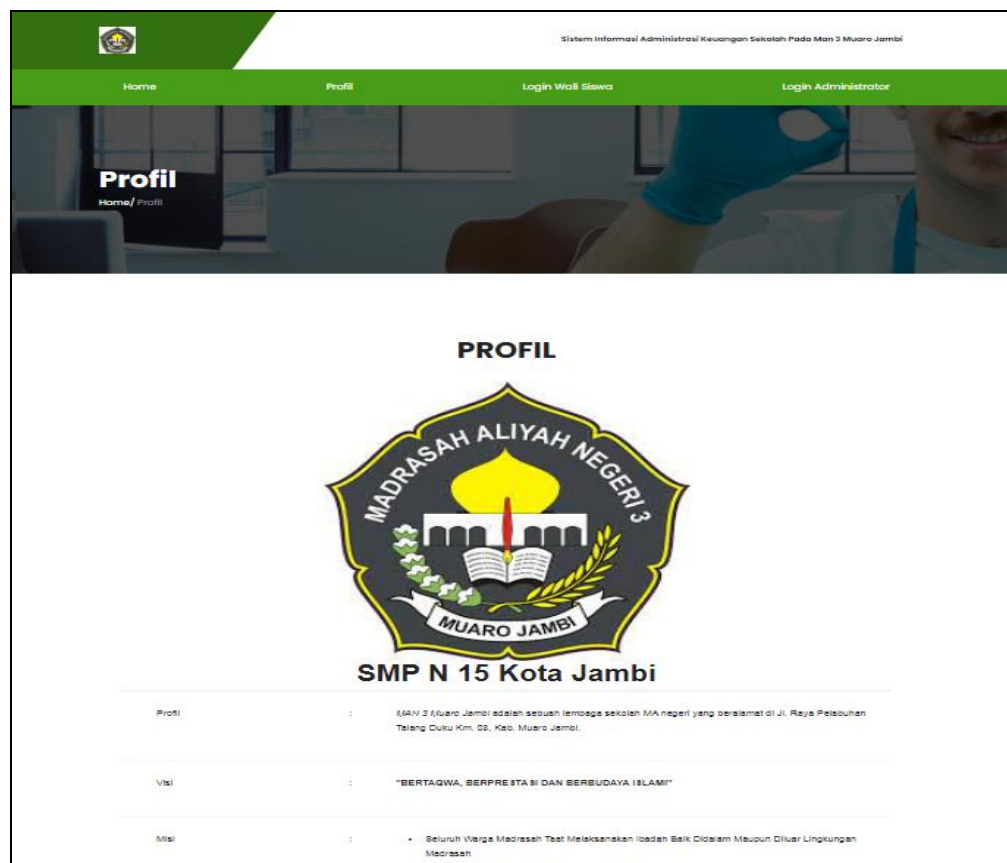 Sistem Informasi Administrasi Keuangan Sekolah Pada Man 3 Muaro Jambi
Home Profil Login Wali Siswa Login Administrator
Profil
Home/ Profil
PROFIL
MADRASAH ALIYAH NEGERI 3
MUARO JAMBI
SMP N 15 Kota Jambi
Profil : MAN 3 Muaro Jambi adalah sebuah lembaga sekolah MA negeri yang beralamat di Jl. Raya Pelabuhan
Talang Duku Km. 08, Kab. Muaro Jambi.
Visi : "BERTAQWA, BERPRESTASI DAN BERBUDAYA ISLAMI"
Misi : • Seluruh Warga Madrasah Taat Melaksanakan Ibadah Baik Didalam Maupun Diluar Lingkungan
Madrasah